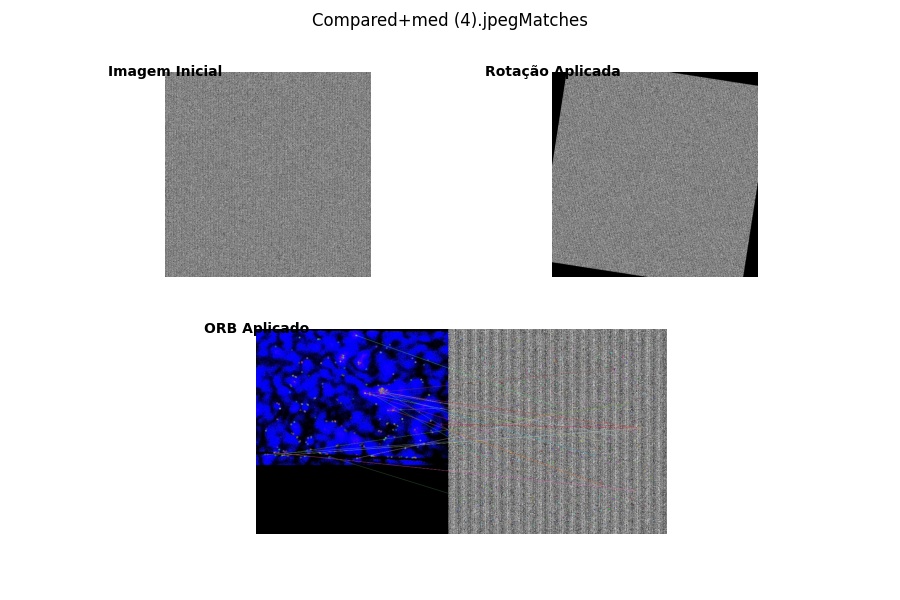 Compared+med (4).jpegMatches
Imagem Inicial
Rotação Aplicada
ORB Aplicado